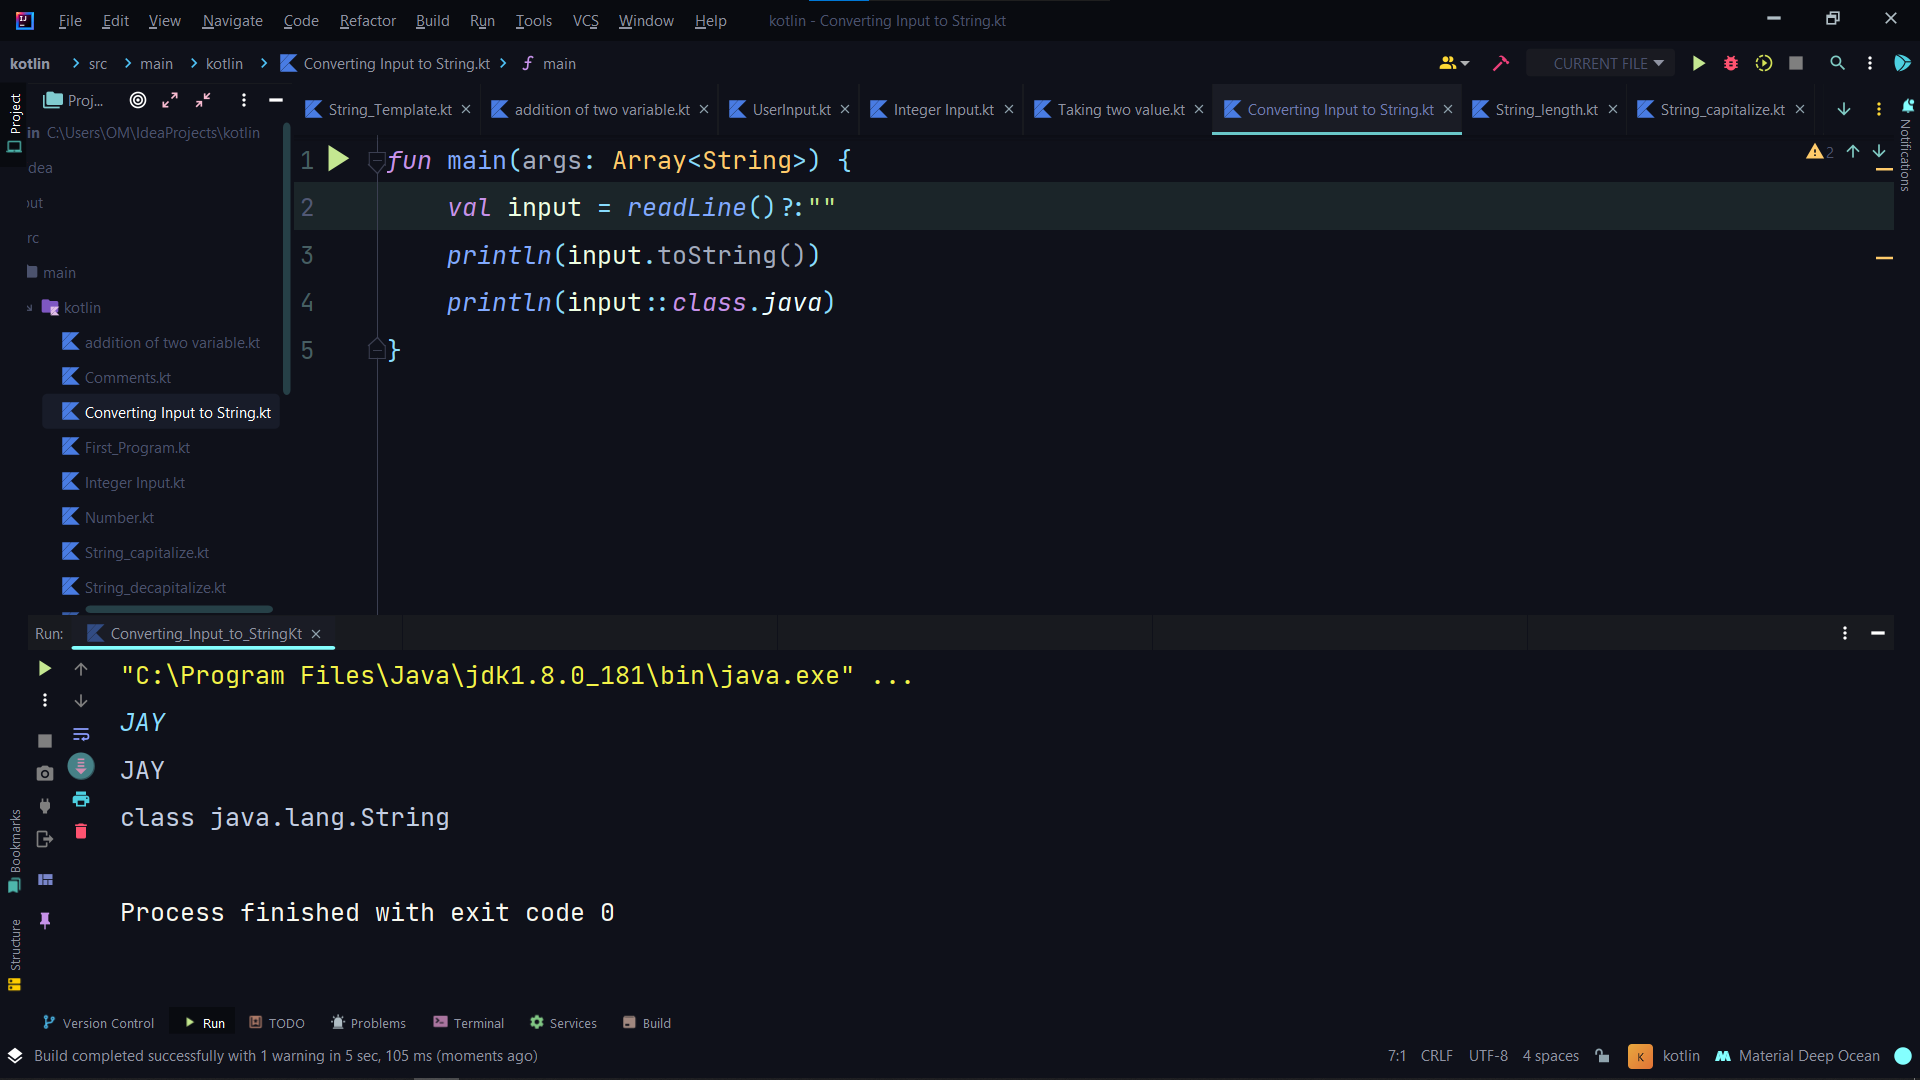 File Edit View Navigate Code Refactor Build Run Tools VCS Window Help kotlin - Converting Input to String.kt
kotlin src main kotlin Converting Input to String.kt main CURRENT FILE
Project
Proj...
String_Template.kt addition of two variable.kt UserInput.kt Integer Input.kt Taking two value.kt Converting Input to String.kt String_length.kt String_capitalize.kt
Notifications
in C:\Users\OM\IdeaProjects\kotlin
dea
out
rc
main
kotlin
addition of two variable.kt
Comments.kt
Converting Input to String.kt
First_Program.kt
Integer Input.kt
Number.kt
String_capitalize.kt
String_decapitalize.kt
1 fun main(args: Array<String>) {
2 val input = readLine()?:""
3 println(input.toString())
4 println(input::class.java)
5 }
2
Run: Converting_Input_to_StringKt
"C:\Program Files\Java\jdk1.8.0_181\bin\java.exe" ...
JAY
JAY
class java.lang.String
Process finished with exit code 0
Bookmarks
Structure
Version Control Run TODO Problems Terminal Services Build
Build completed successfully with 1 warning in 5 sec, 105 ms (moments ago) 7:1 CRLF UTF-8 4 spaces K kotlin Material Deep Ocean